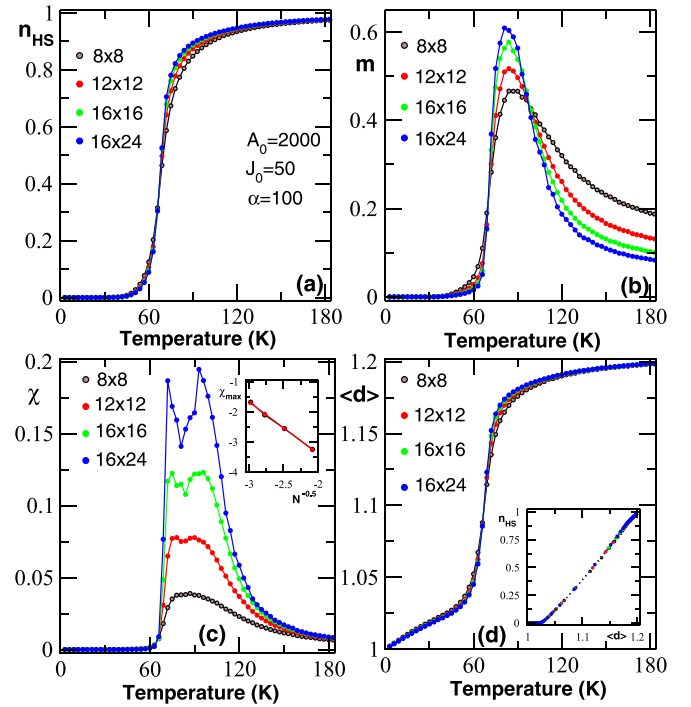 1
n_HS
0.8
0.6
0.4
0.2
0
8x8
12x12
16x16
16x24
A_0=2000
J_0=50
α=100
(a)
0 60 120 180
Temperature (K)
0.6
m
0.4
0.2
0
8x8
12x12
16x16
16x24
(b)
0 60 120 180
Temperature (K)
0.2
χ
0.15
0.1
0.05
0
8x8
12x12
16x16
16x24
-1
χ_max
-2
-3
-4
-3 -2.5 -2
N^-0.5
(c)
0 60 120 180
Temperature (K)
1.2
<d>
1.15
1.1
1.05
1
8x8
12x12
16x16
16x24
1
n_HS
0.75
0.5
0.25
0
1 1.1 <d> 1.2
(d)
0 60 120 180
Temperature (K)